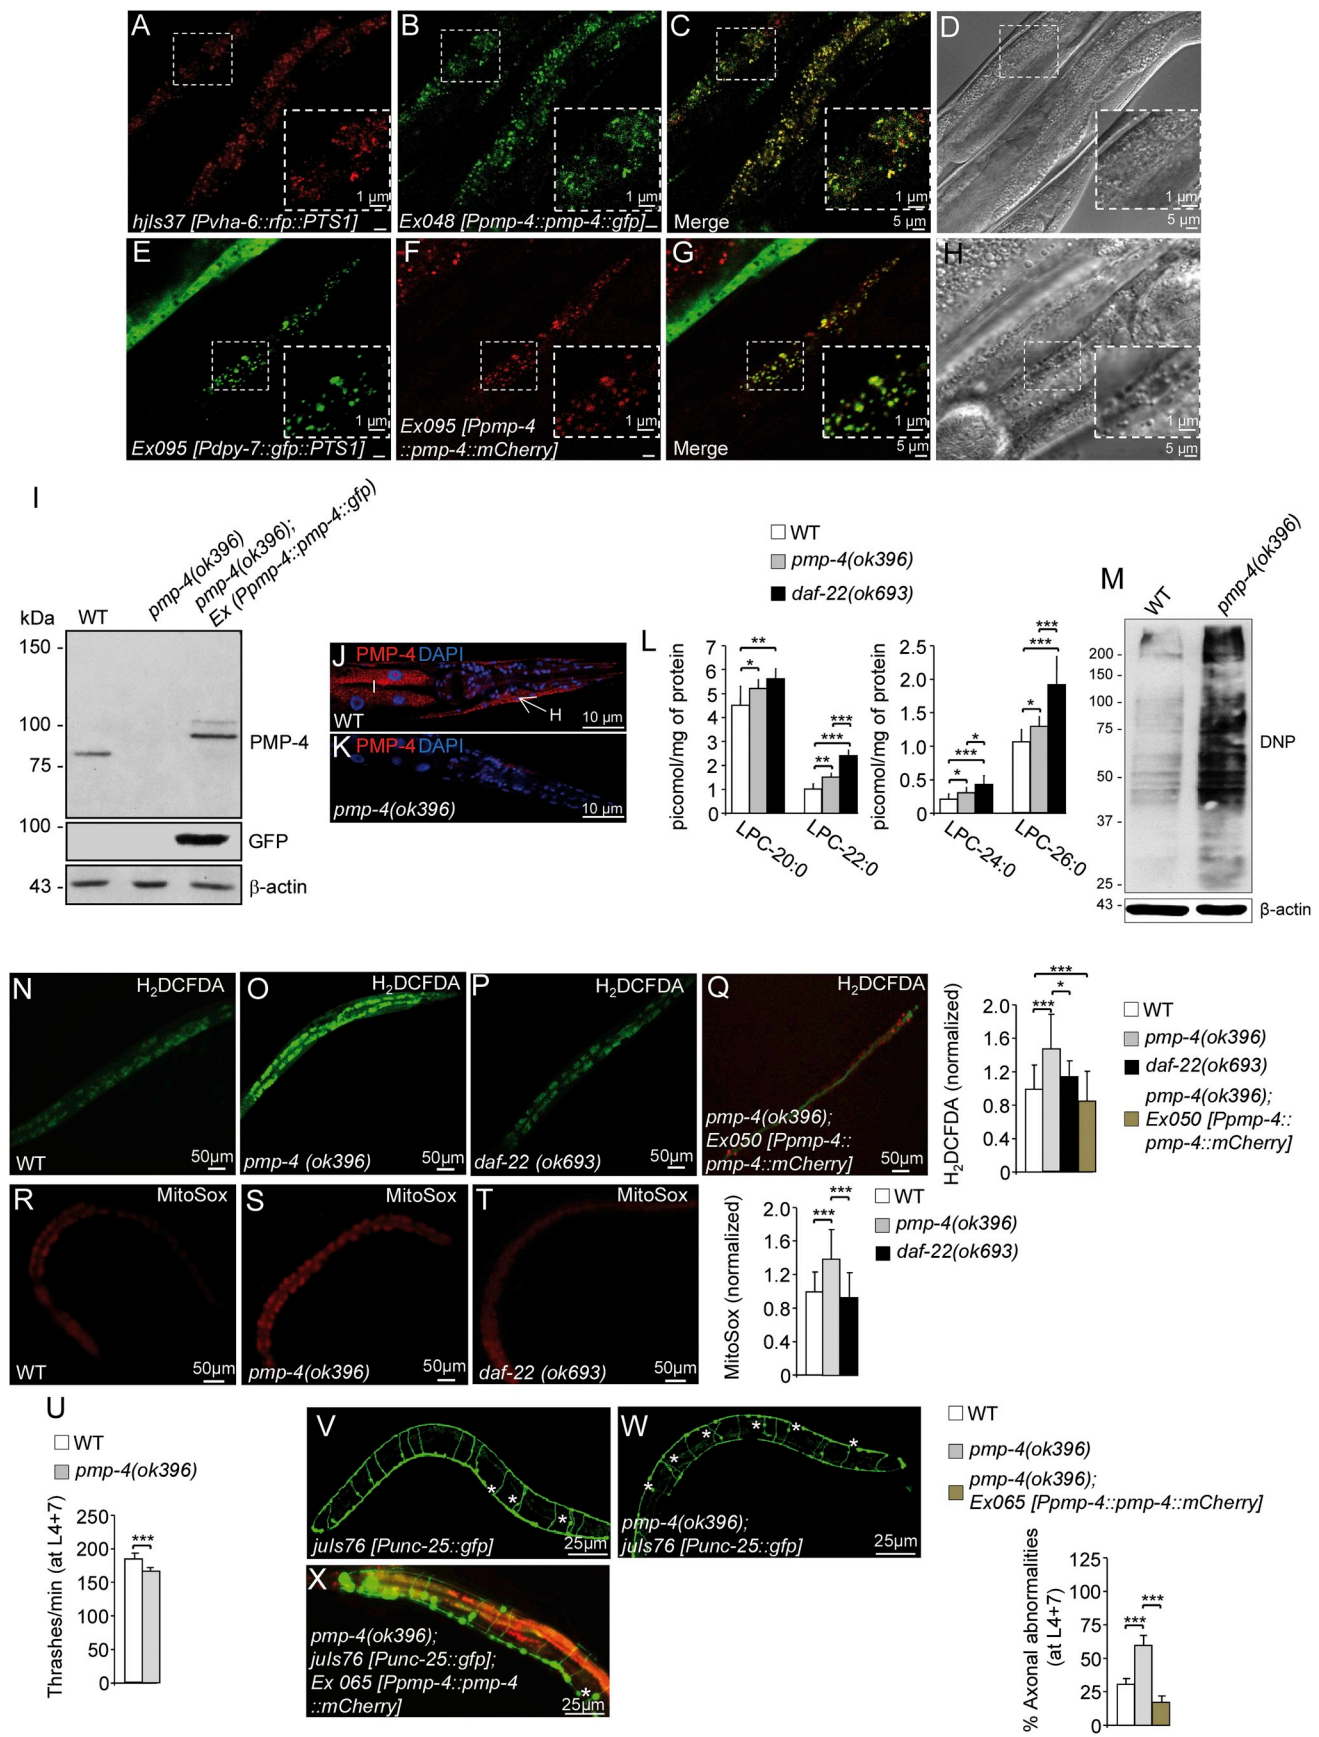 A
1 µm
hjIs37 [Pvha-6::rfp::PTS1]
B
1 µm
Ex048 [Ppmp-4::pmp-4::gfp]
C
1 µm
Merge
5 µm
D
1 µm
5 µm
E
1 µm
Ex095 [Pdpy-7::gfp::PTS1]
F
1 µm
Ex095 [Ppmp-4
::pmp-4::mCherry]
G
1 µm
Merge
5 µm
H
1 µm
5 µm
I
kDa
WT
pmp-4(ok396)
pmp-4(ok396);
Ex (Ppmp-4::pmp-4::gfp)
150 -
100 -
75 -
PMP-4
100 -
GFP
43 -
β-actin
J
PMP-4 DAPI
I
H
WT
10 µm
K
PMP-4 DAPI
pmp-4(ok396)
10 µm
WT
pmp-4(ok396)
daf-22(ok693)
L
picomol/mg of protein
7
6
5
4
3
2
1
0
*
**
**
***
***
LPC-20:0
LPC-22:0
picomol/mg of protein
2.5
2.0
1.5
1.0
0.5
0
*
***
*
*
***
***
LPC-24:0
LPC-26:0
M
WT
pmp-4(ok396)
200 -
150 -
100 -
75 -
50 -
37 -
25 -
43 -
DNP
β-actin
N
H2DCFDA
WT
50µm
O
H2DCFDA
pmp-4 (ok396)
50µm
P
H2DCFDA
daf-22 (ok693)
50µm
Q
H2DCFDA
pmp-4(ok396);
Ex050 [Ppmp-4::
pmp-4::mCherry]
50µm
H2DCFDA (normalized)
2.0
1.6
1.2
0.8
0.4
0
***
***
*
WT
pmp-4(ok396)
daf-22(ok693)
pmp-4(ok396);
Ex050 [Ppmp-4::
pmp-4::mCherry]
R
MitoSox
WT
50µm
S
MitoSox
pmp-4(ok396)
50µm
T
MitoSox
daf-22 (ok693)
50µm
MitoSox (normalized)
2.0
1.6
1.2
0.8
0.4
0
***
***
WT
pmp-4(ok396)
daf-22(ok693)
U
WT
pmp-4(ok396)
Thrashes/min (at L4+7)
250
200
150
100
50
0
***
V
* * *
juIs76 [Punc-25::gfp]
25µm
W
* * * * * *
pmp-4(ok396);
juIs76 [Punc-25::gfp]
25µm
X
pmp-4(ok396);
juIs76 [Punc-25::gfp];
Ex 065 [Ppmp-4::pmp-4
::mCherry]
*
25µm
WT
pmp-4(ok396)
pmp-4(ok396);
Ex065 [Ppmp-4::pmp-4::mCherry]
% Axonal abnormalities
(at L4+7)
125
100
75
50
25
0
***
***